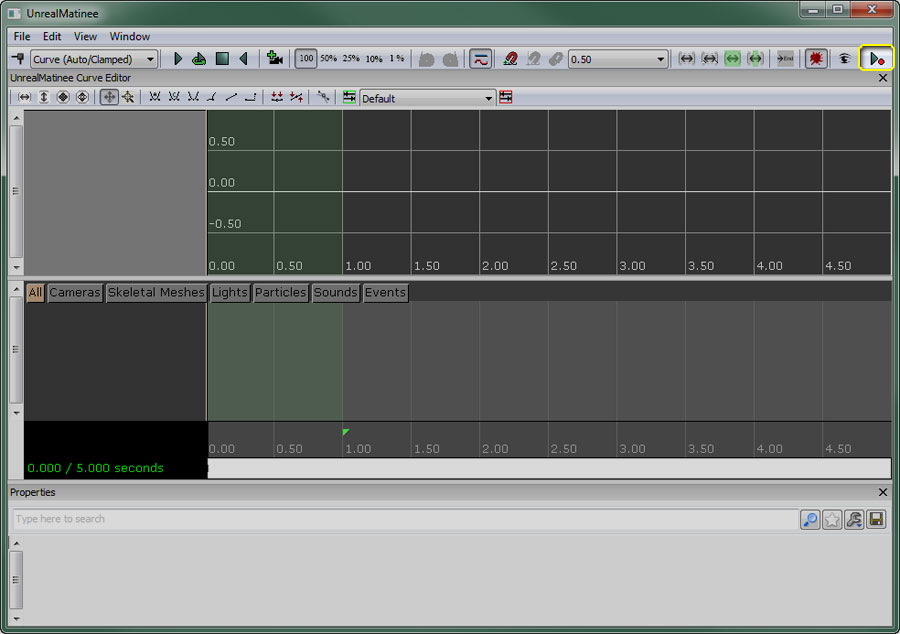 UnrealMatinee
File Edit View Window
Curve (Auto/Clamped) 100 50% 25% 10% 1 % 0.50 End
UnrealMatinee Curve Editor
Default
0.50
0.00
-0.50
0.00 0.50 1.00 1.50 2.00 2.50 3.00 3.50 4.00 4.50
All Cameras Skeletal Meshes Lights Particles Sounds Events
0.00 0.50 1.00 1.50 2.00 2.50 3.00 3.50 4.00 4.50
0.000 / 5.000 seconds
Properties
Type here to search